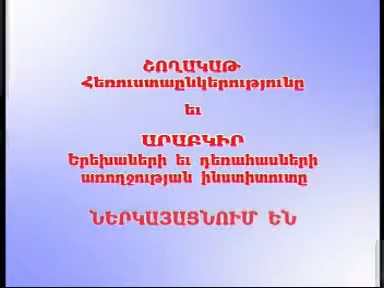 ՇՈՂԱԿԱԹ
Հեռուստաընկերությունը
եւ
ԱՐԱԲԿԻՐ
Երեխաների եւ դեռահասների
առողջության ինստիտուտը
ՆԵՐԿԱՅԱՑՆՈՒՄ ԵՆ